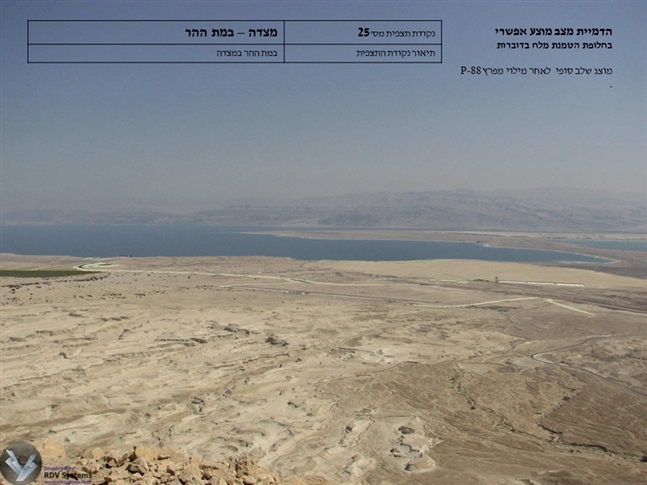 הדמיית מצב מוצע אפשרי
בחלופת הטמנת מלח בדוברות
מוצג שלב סופי לאחר מילוי מפרץ P-88
.
נקודת תצפית מס' 25
מצדה – במת ההר
תיאור נקודת התצפית
במת ההר במצדה
RDV Systems